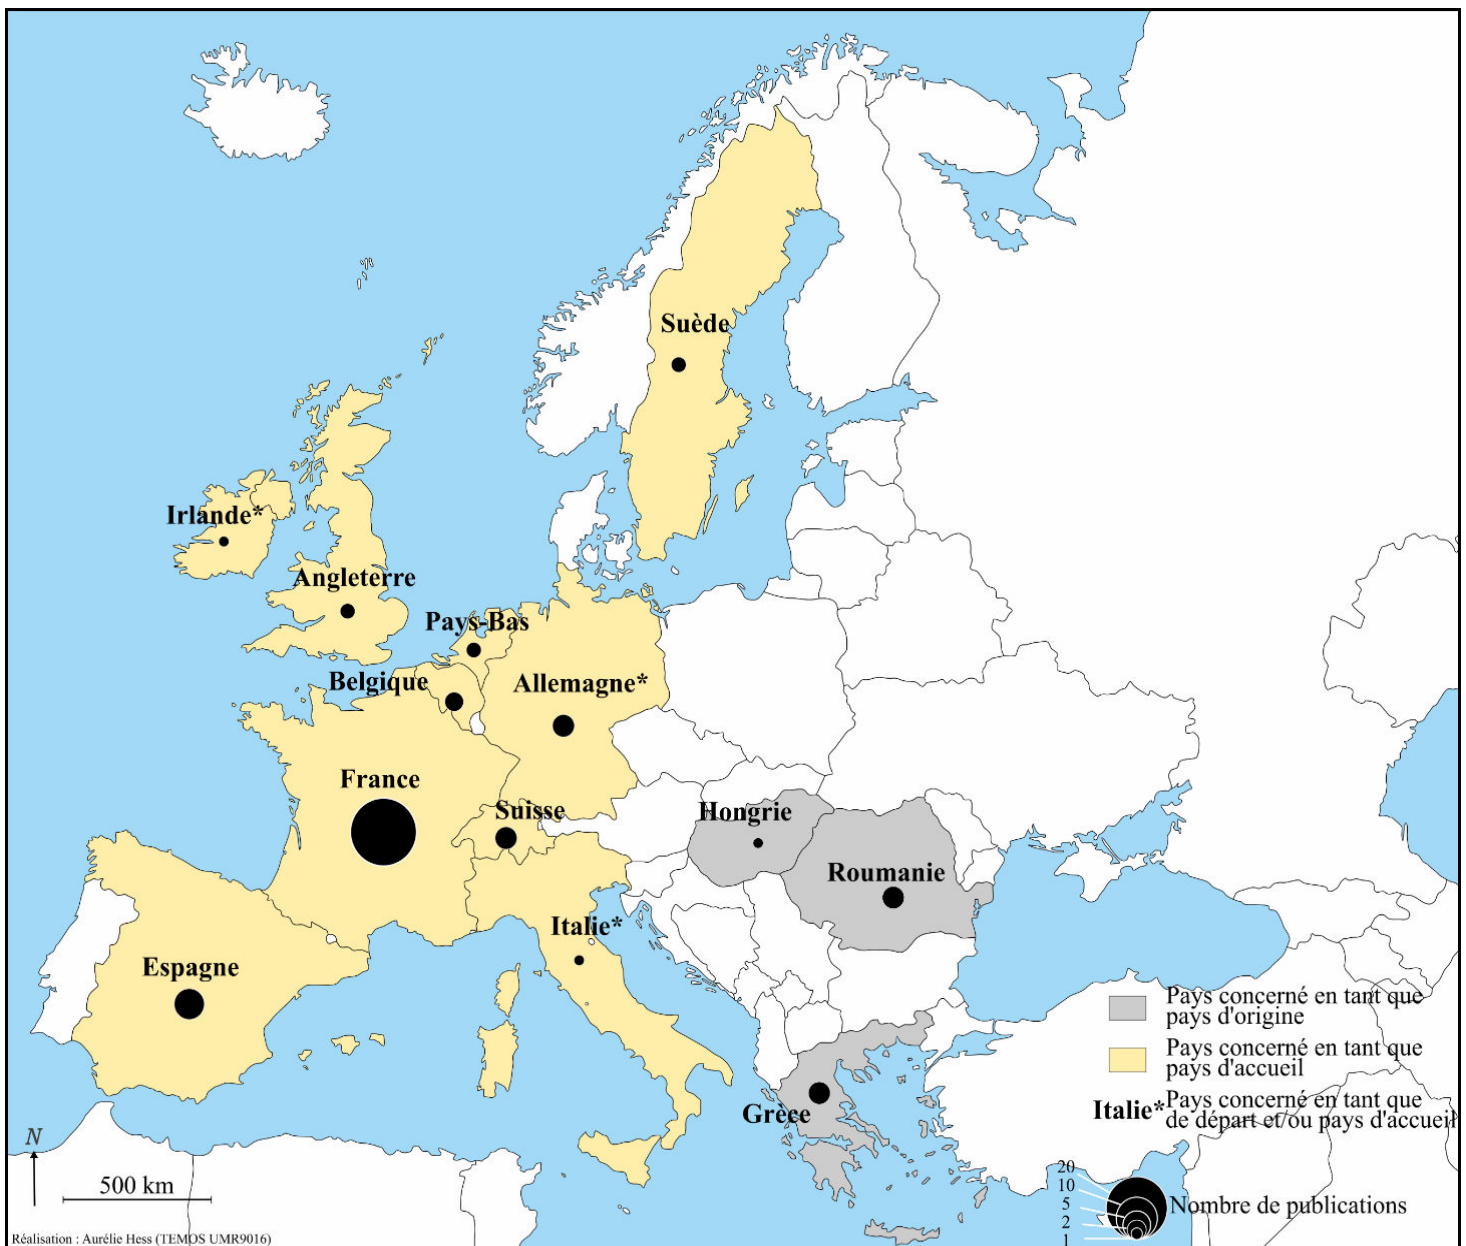 Suède
Irlande*
Angleterre
Pays-Bas
Belgique
Allemagne*
France
Suisse
Hongrie
Roumanie
Italie*
Espagne
Grèce
Pays concerné en tant que
pays d'origine
Pays concerné en tant que
pays d'accueil
Italie*
Pays concerné en tant que
de départ et/ou pays d'accueil
20
10
5
2
1
Nombre de publications
N
500 km
Réalisation : Aurélie Hess (TEMOS UMR9016)